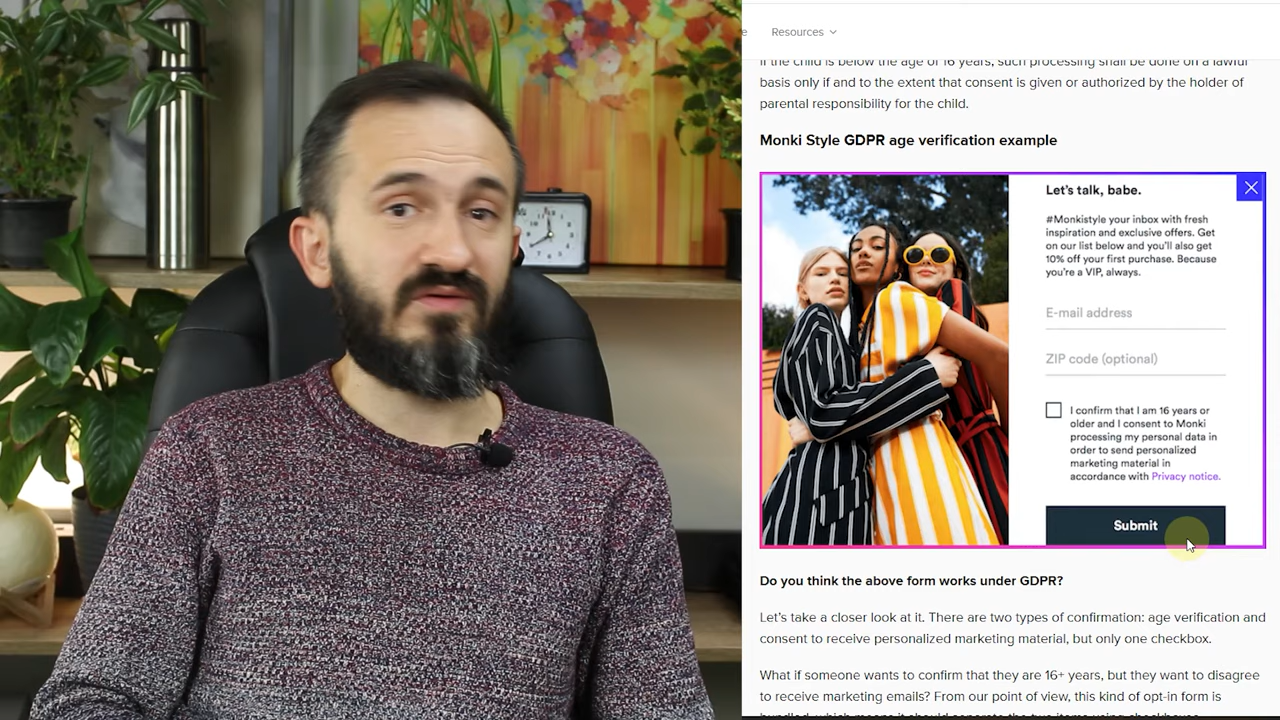 e Resources
If the child is below the age of 16 years, such processing shall be done on a lawful
basis only if and to the extent that consent is given or authorized by the holder of
parental responsibility for the child.
Monki Style GDPR age verification example
Let's talk, babe.
#Monkistyle your inbox with fresh
inspiration and exclusive offers. Get
on our list below and you'll also get
10% off your first purchase. Because
you're a VIP, always.
E-mail address
ZIP code (optional)
I confirm that I am 16 years or
older and I consent to Monki
processing my personal data in
order to send personalized
marketing material in
accordance with Privacy notice.
Submit
Do you think the above form works under GDPR?
Let's take a closer look at it. There are two types of confirmation: age verification and
consent to receive personalized marketing material, but only one checkbox.
What if someone wants to confirm that they are 16+ years, but they want to disagree
to receive marketing emails? From our point of view, this kind of opt-in form is